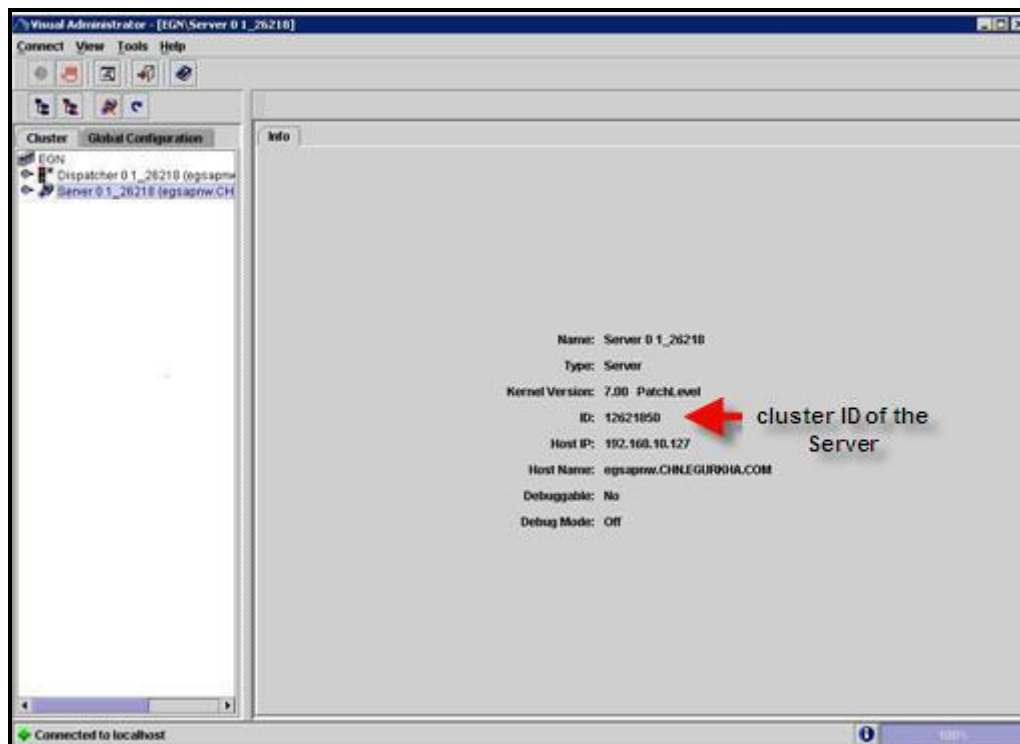 Visual Administrator - [EGN\Server 0 1_26218]
Connect View Tools Help
Cluster Global Configuration
Info
EGN
Dispatcher 0 1_26218 (egsapnw
Server 0 1_26218 (egsapnw.CH
Name: Server 0 1_26218
Type: Server
Kernel Version: 7.00 PatchLevel
ID: 12621850
cluster ID of the
Server
Host IP: 192.168.10.127
Host Name: egsapnw.CHN.EGURKHA.COM
Debuggable: No
Debug Mode: Off
Connected to localhost
100%